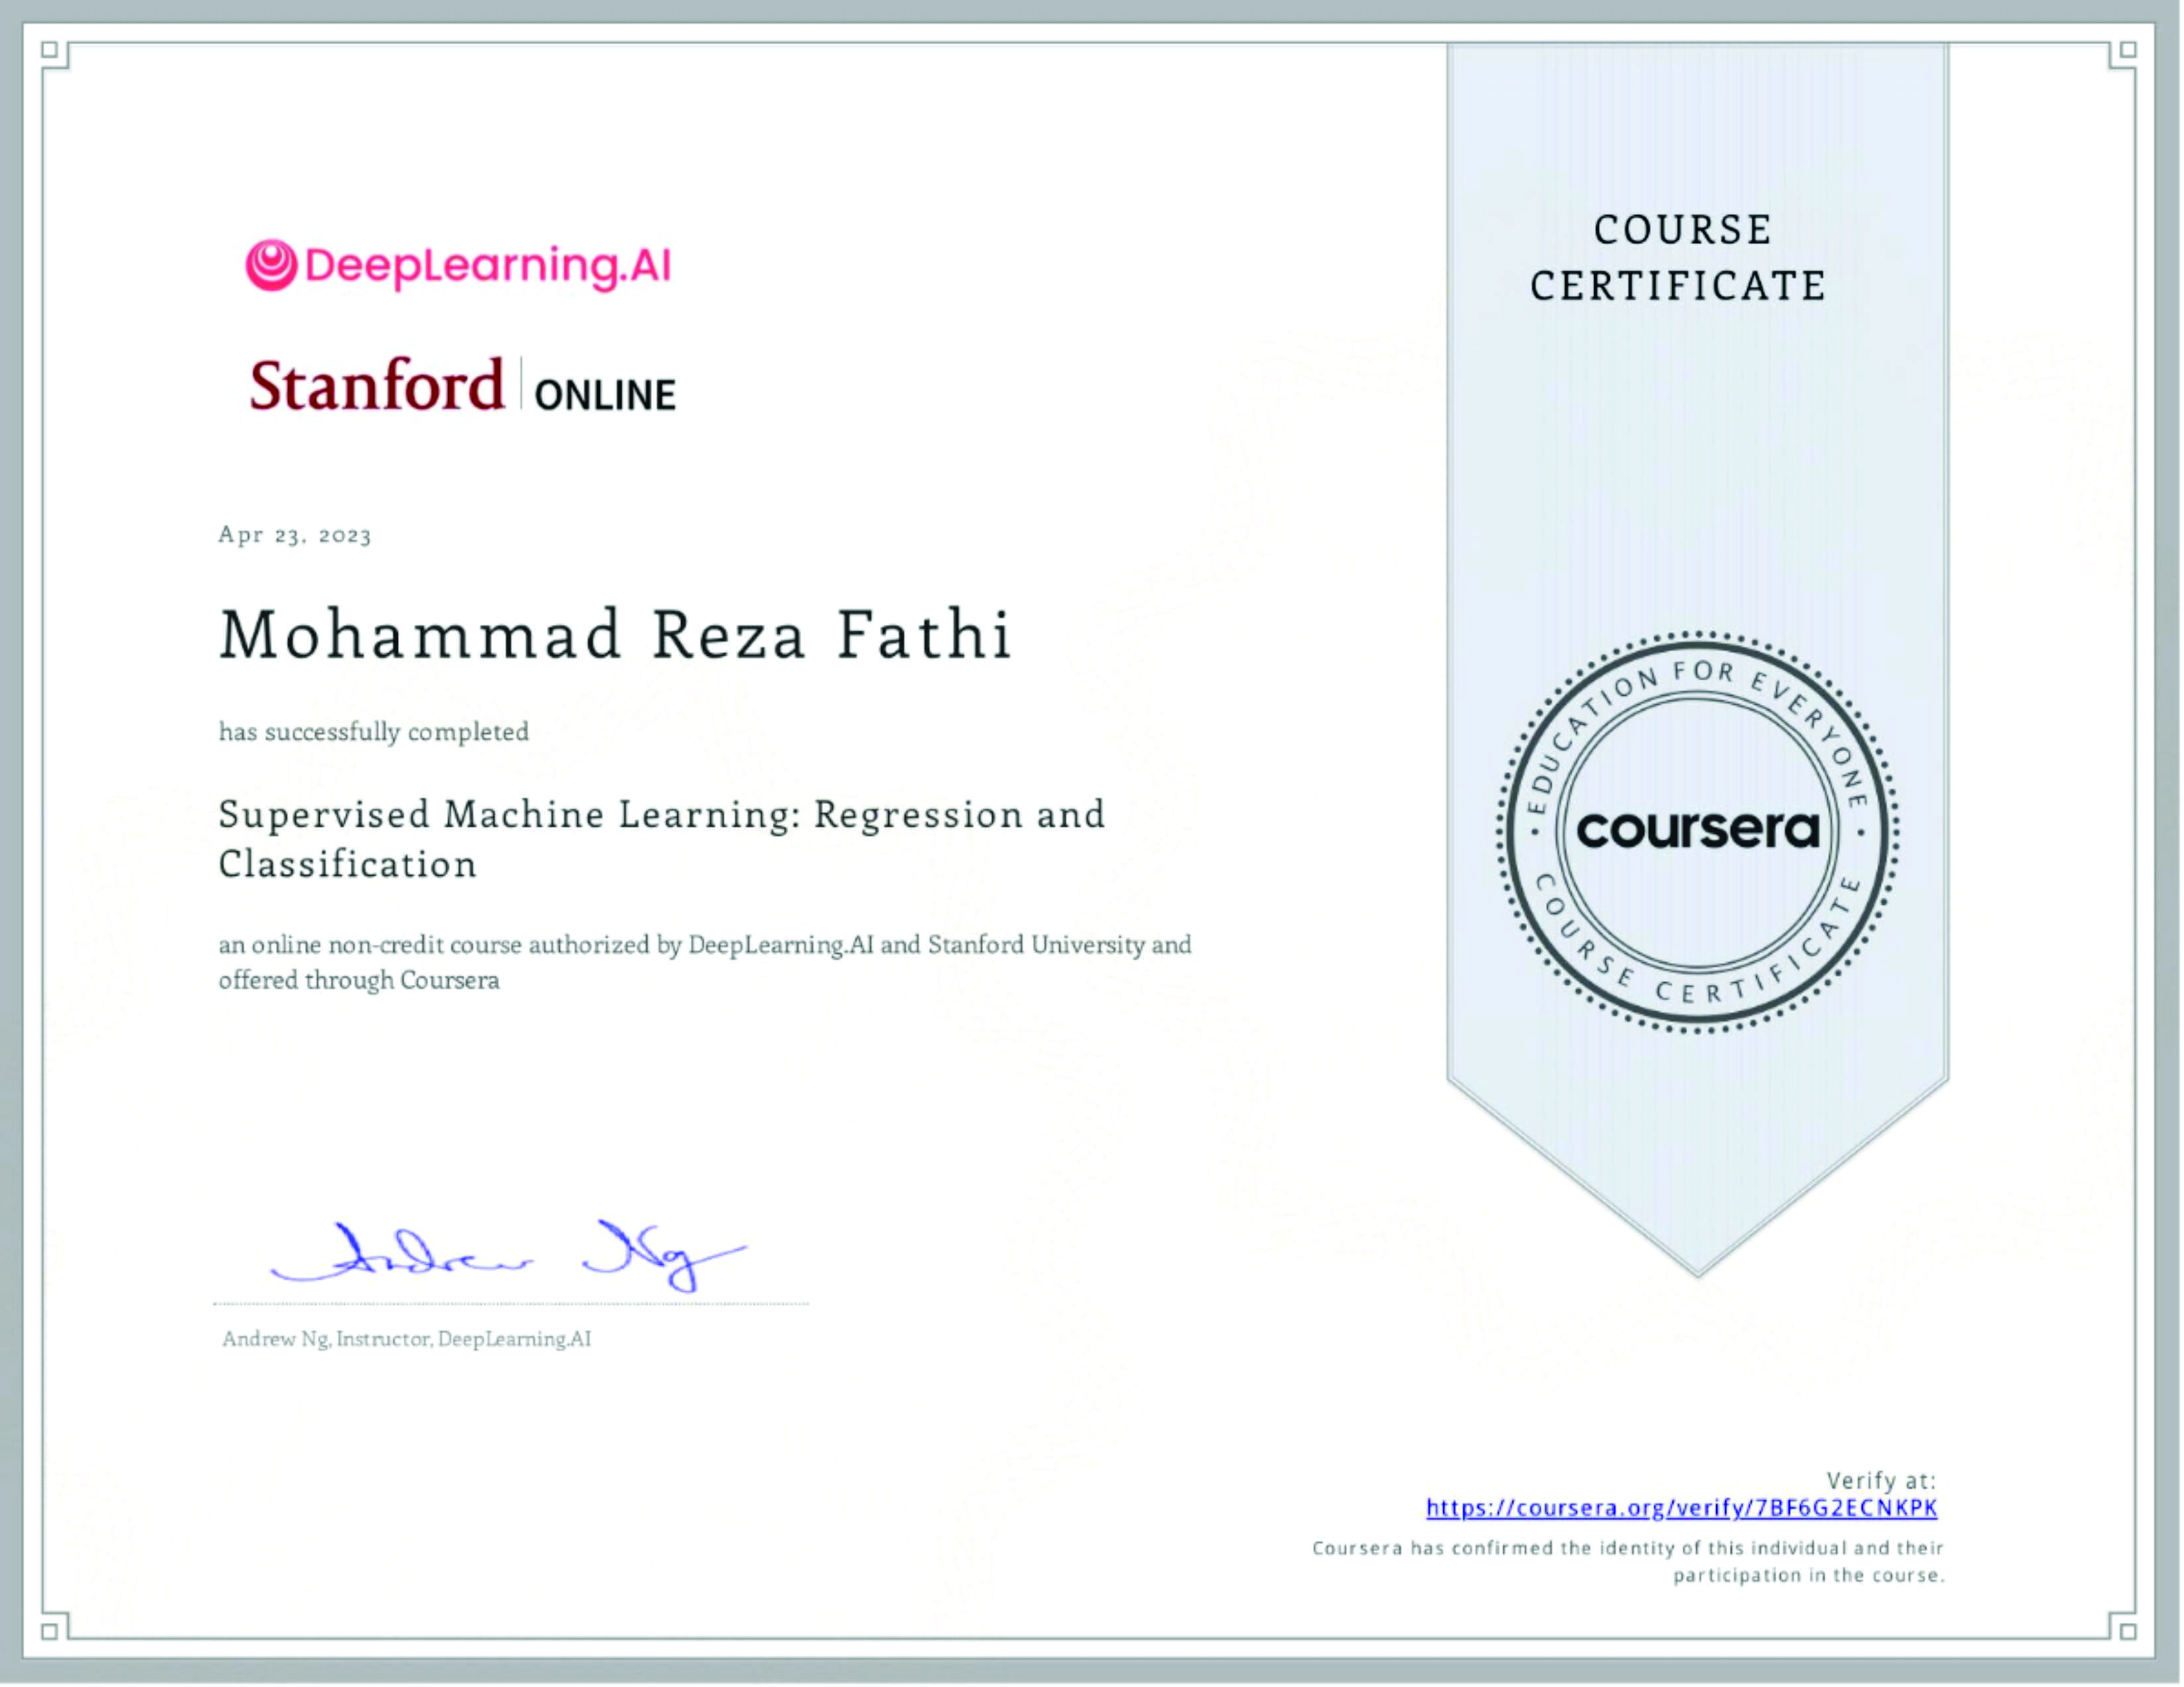 DeepLearning.AI
Stanford | ONLINE
Apr 23, 2023
Mohammad Reza Fathi
has successfully completed
Supervised Machine Learning: Regression and
Classification
an online non-credit course authorized by DeepLearning.AI and Stanford University and
offered through Coursera
Andrew Ng
Andrew Ng, Instructor, DeepLearning.AI
COURSE
CERTIFICATE
EDUCATION FOR EVERYONE
coursera
COURSE CERTIFICATE
Verify at:
https://coursera.org/verify/7BF6G2ECNKPK
Coursera has confirmed the identity of this individual and their
participation in the course.